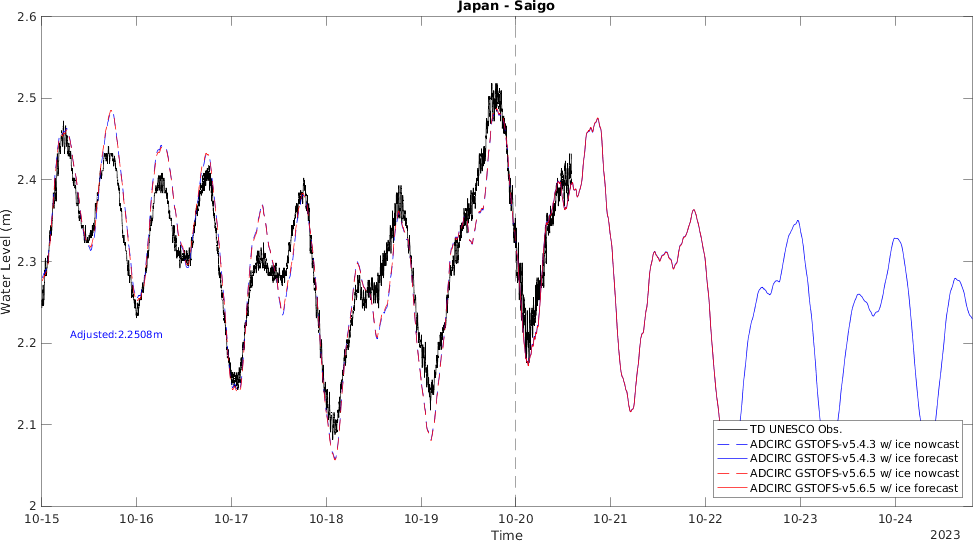 Japan - Saigo
2.6
2.5
2.4
2.3
2.2
2.1
2
Water Level (m)
Adjusted:2.2508m
TD UNESCO Obs.
ADCIRC GSTOFS-v5.4.3 w/ ice nowcast
ADCIRC GSTOFS-v5.4.3 w/ ice forecast
ADCIRC GSTOFS-v5.6.5 w/ ice nowcast
ADCIRC GSTOFS-v5.6.5 w/ ice forecast
10-15 10-16 10-17 10-18 10-19 10-20 10-21 10-22 10-23 10-24
Time
2023